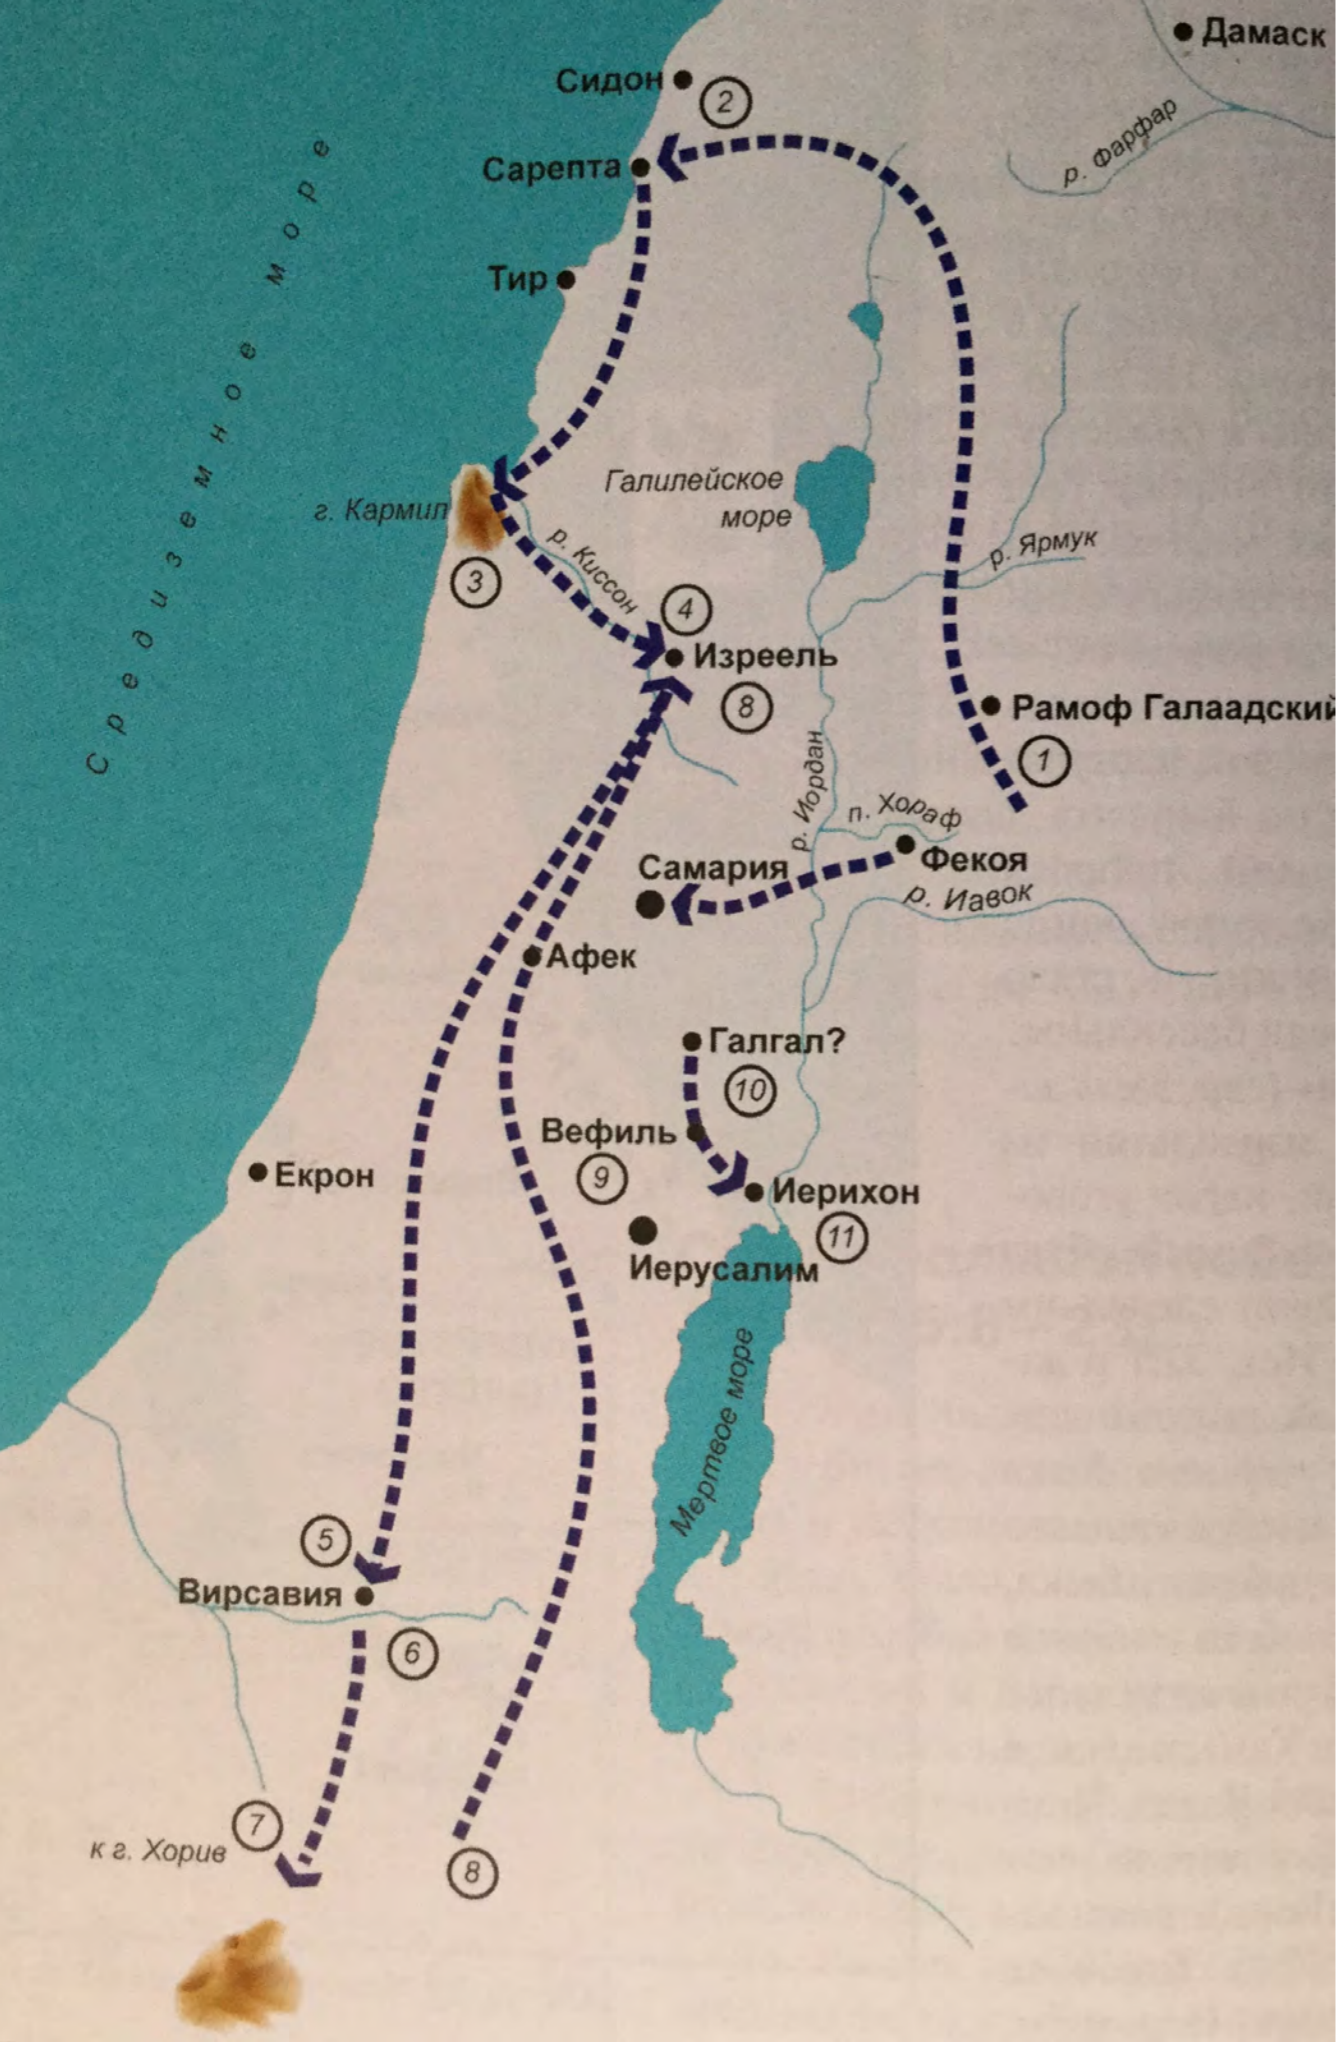 Дамаск
Сидон
2
р. Фарфар
Сарепта
Средиземное море
Тир
Галилейское
море
г. Кармил
р. Киссон
р. Ярмук
3
4
Изреель
8
Рамоф Галаадский
1
р. Иордан
п. Хораф
Самария
Фекоя
р. Иавок
Афек
Галгал?
10
Вефиль
9
Екрон
Иерихон
11
Иерусалим
Мертвое море
5
Вирсавия
6
7
к г. Хорив
8